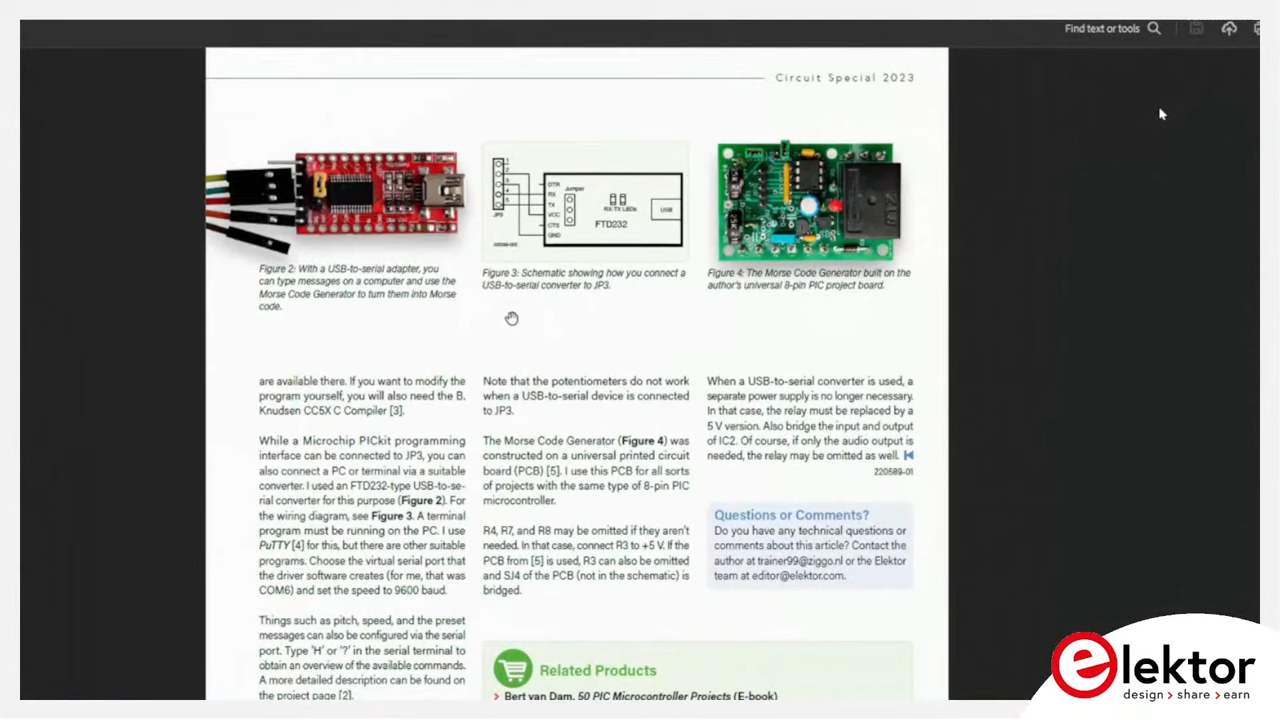 Find text or tools
Circuit Special 2023
1
2
3
4
5
JP3
DTR
RX
TX
VCC
CTS
GND
Jumper
RX-TX LEDs
FTD232
USB
Figure 2: With a USB-to-serial adapter, you
can type messages on a computer and use the
Morse Code Generator to turn them into Morse
code.
Figure 3: Schematic showing how you connect a
USB-to-serial converter to JP3.
Figure 4: The Morse Code Generator built on the
author's universal 8-pin PIC project board.
are available there. If you want to modify the
program yourself, you will also need the B.
Knudsen CC5X C Compiler [3].
While a Microchip PICkit programming
interface can be connected to JP3, you can
also connect a PC or terminal via a suitable
converter. I used an FTD232-type USB-to-se-
rial converter for this purpose (Figure 2). For
the wiring diagram, see Figure 3. A terminal
program must be running on the PC. I use
PuTTY [4] for this, but there are other suitable
programs. Choose the virtual serial port that
the driver software creates (for me, that was
COM6) and set the speed to 9600 baud.
Things such as pitch, speed, and the preset
messages can also be configured via the serial
port. Type 'H' or '?' in the serial terminal to
obtain an overview of the available commands.
A more detailed description can be found on
the project page [2].
Note that the potentiometers do not work
when a USB-to-serial device is connected
to JP3.
The Morse Code Generator (Figure 4) was
constructed on a universal printed circuit
board (PCB) [5]. I use this PCB for all sorts
of projects with the same type of 8-pin PIC
microcontroller.
R4, R7, and R8 may be omitted if they aren't
needed. In that case, connect R3 to +5 V. If the
PCB from [5] is used, R3 can also be omitted
and SJ4 of the PCB (not in the schematic) is
bridged.
When a USB-to-serial converter is used, a
separate power supply is no longer necessary.
In that case, the relay must be replaced by a
5 V version. Also bridge the input and output
of IC2. Of course, if only the audio output is
needed, the relay may be omitted as well.
220589-01
Questions or Comments?
Do you have any technical questions or
comments about this article? Contact the
author at trainer99@ziggo.nl or the Elektor
team at editor@elektor.com.
Related Products
> Bert van Dam, 50 PIC Microcontroller Projects (E-book)
elektor
design > share > earn